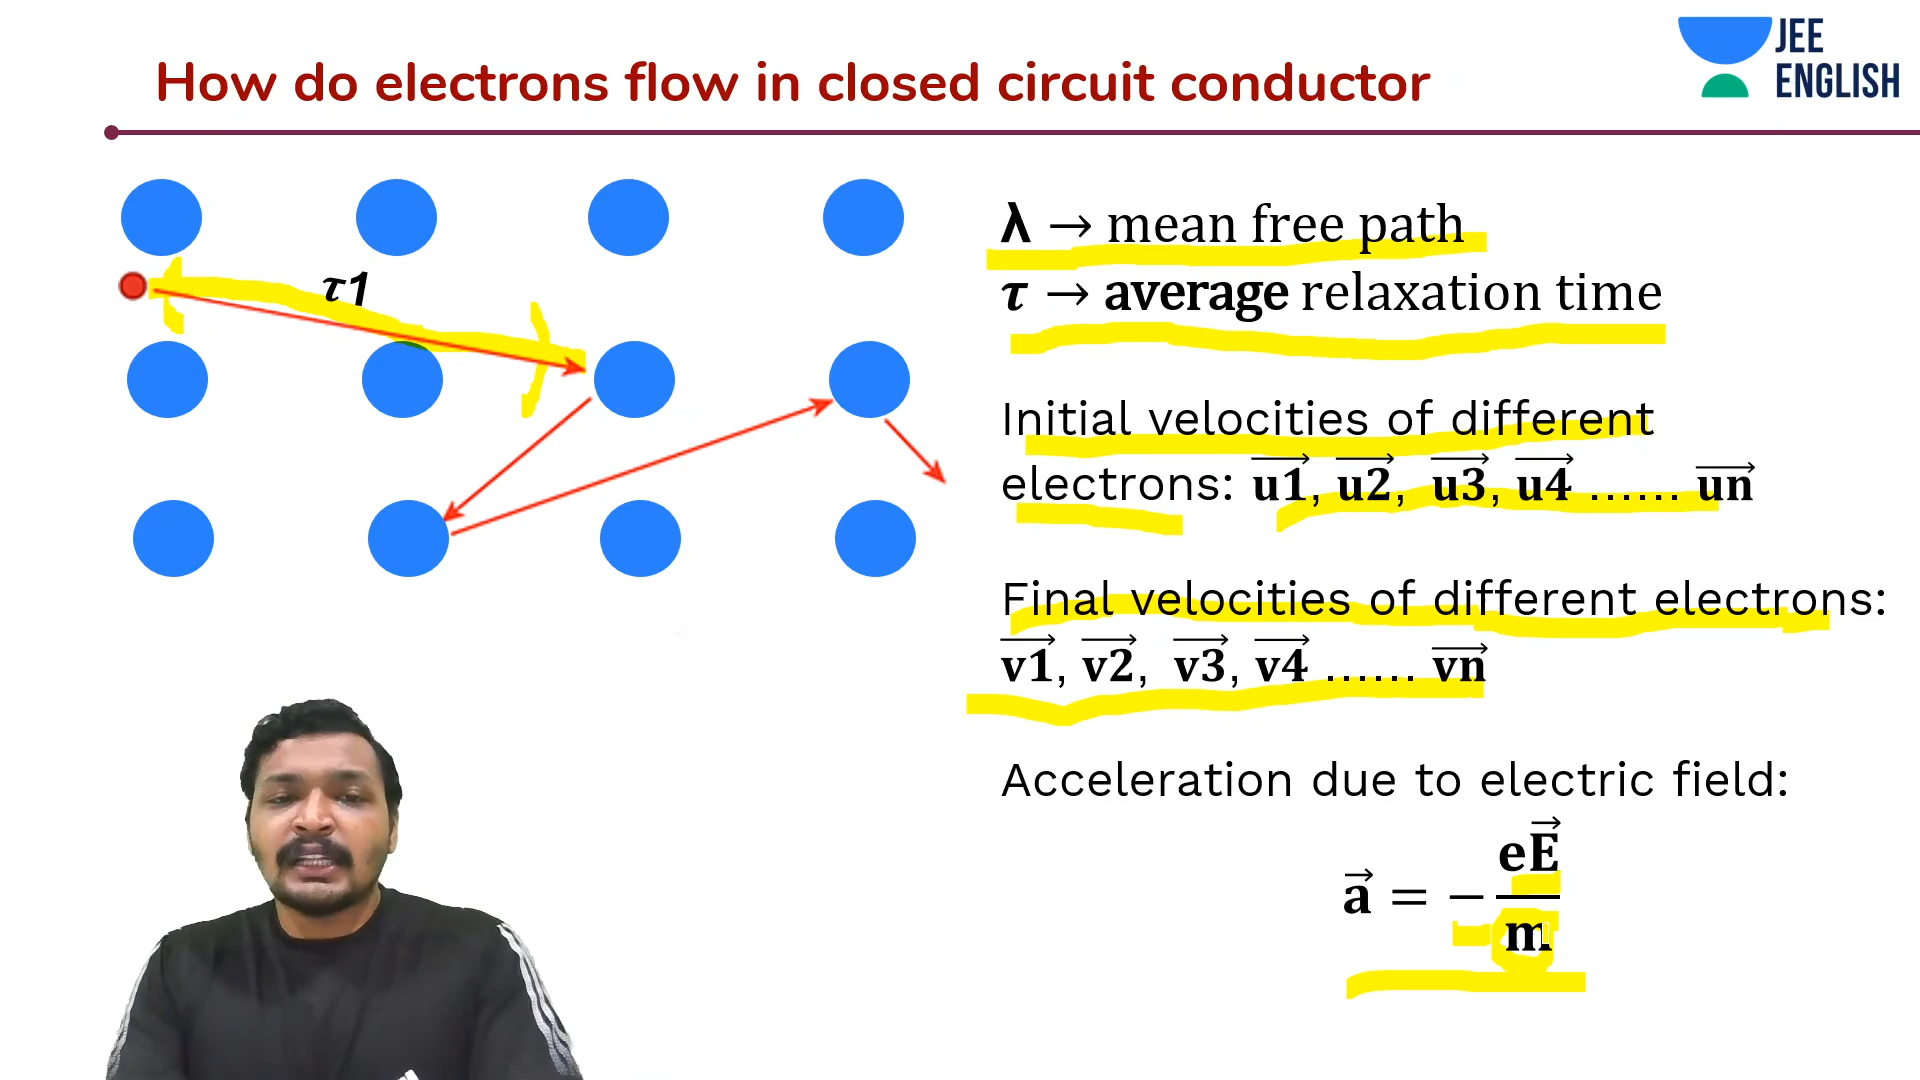 How do electrons flow in closed circuit conductor
JEE
ENGLISH
τ1
λ → mean free path
τ → average relaxation time
Initial velocities of different
electrons: u1⃗, u2⃗, u3⃗, u4⃗ ...... un⃗
Final velocities of different electrons:
v1⃗, v2⃗, v3⃗, v4⃗ ...... vn⃗
Acceleration due to electric field:
a⃗ = − eE⃗ / m